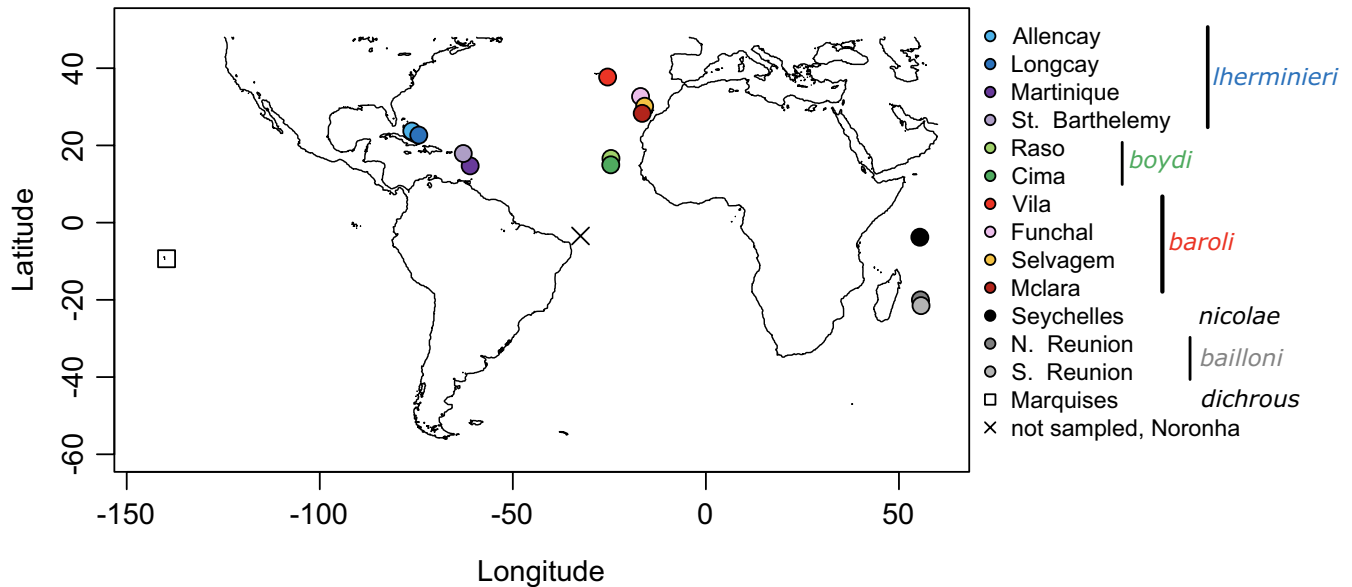 Latitude
40
20
0
-20
-40
-60
-150
-100
-50
0
50
Longitude
Allencay
Longcay
Martinique
St. Barthelemy
lherminieri
Raso
Cima
boydi
Vila
Funchal
Selvagem
Mclara
baroli
Seychelles nicolae
N. Reunion
S. Reunion
bailloni
Marquises dichrous
not sampled, Noronha